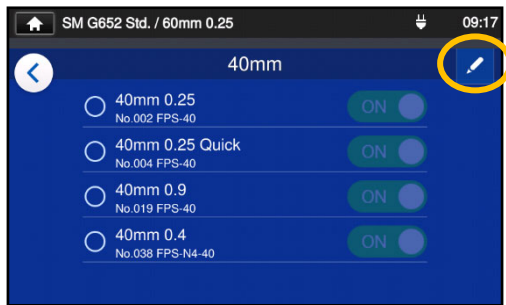 SM G652 Std. / 60mm 0.25 09:17
40mm
40mm 0.25 ON
No.002 FPS-40
40mm 0.25 Quick ON
No.004 FPS-40
40mm 0.9 ON
No.019 FPS-40
40mm 0.4 ON
No.038 FPS-N4-40